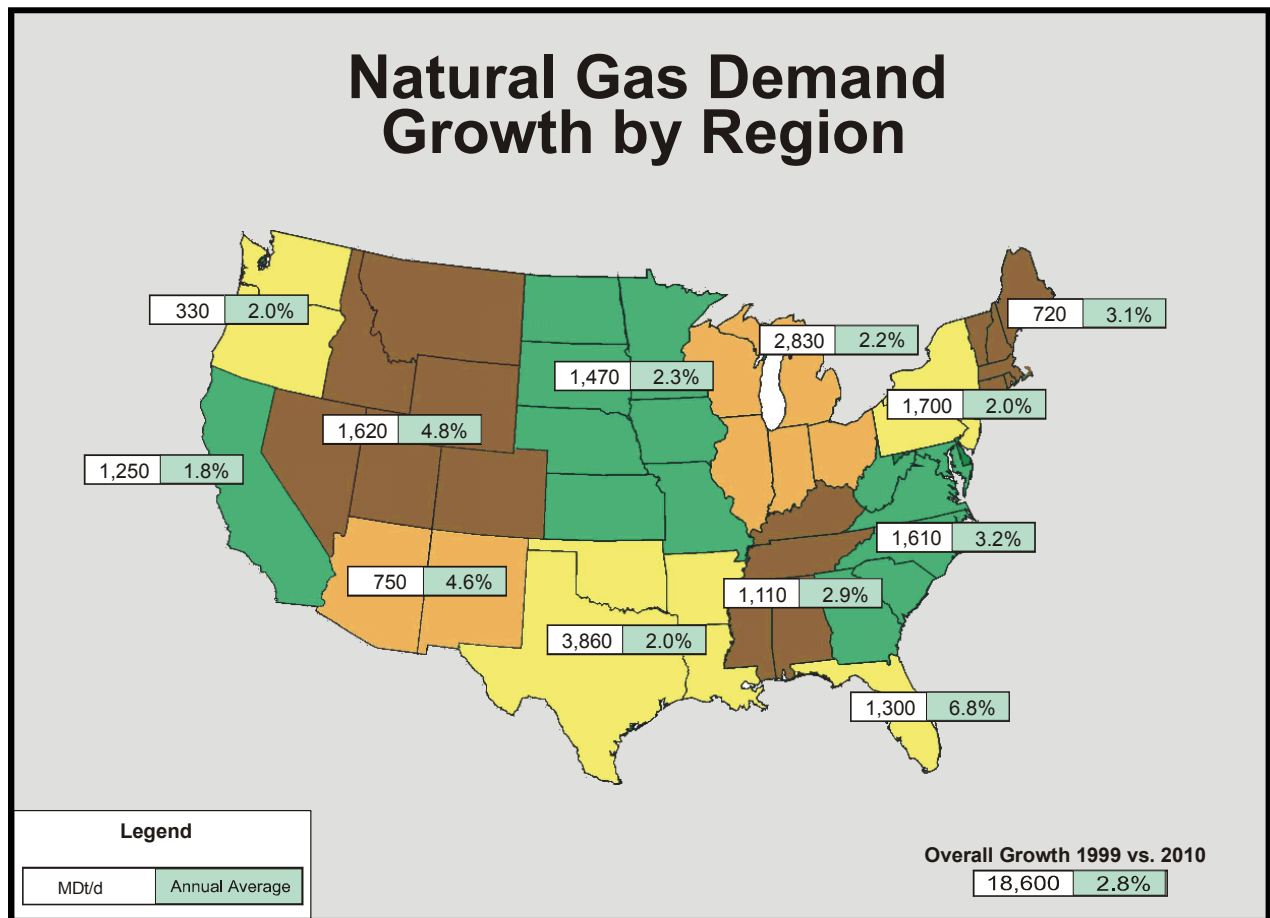 Natural Gas Demand
Growth by Region
330 2.0%
720 3.1%
2,830 2.2%
1,470 2.3%
1,700 2.0%
1,620 4.8%
1,250 1.8%
1,610 3.2%
750 4.6%
1,110 2.9%
3,860 2.0%
1,300 6.8%
Legend
MDt/d Annual Average
Overall Growth 1999 vs. 2010
18,600 2.8%